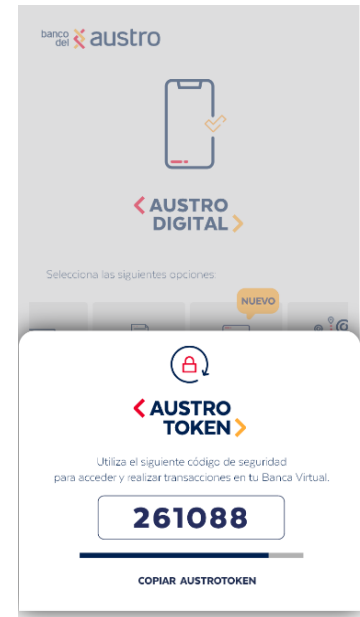 banco del austro
AUSTRO
DIGITAL
Selecciona las siguientes opciones:
NUEVO
AUSTRO
TOKEN
Utiliza el siguiente código de seguridad
para acceder y realizar transacciones en tu Banca Virtual.
261088
COPIAR AUSTROTOKEN